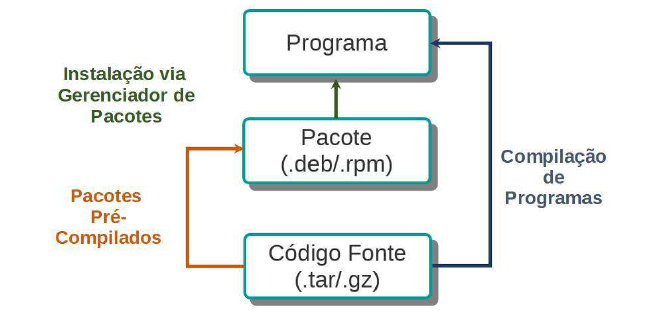 Programa
Instalação via
Gerenciador de
Pacotes
Pacote
(.deb/.rpm)
Compilação
de
Programas
Pacotes
Pré-
Compilados
Código Fonte
(.tar/.gz)